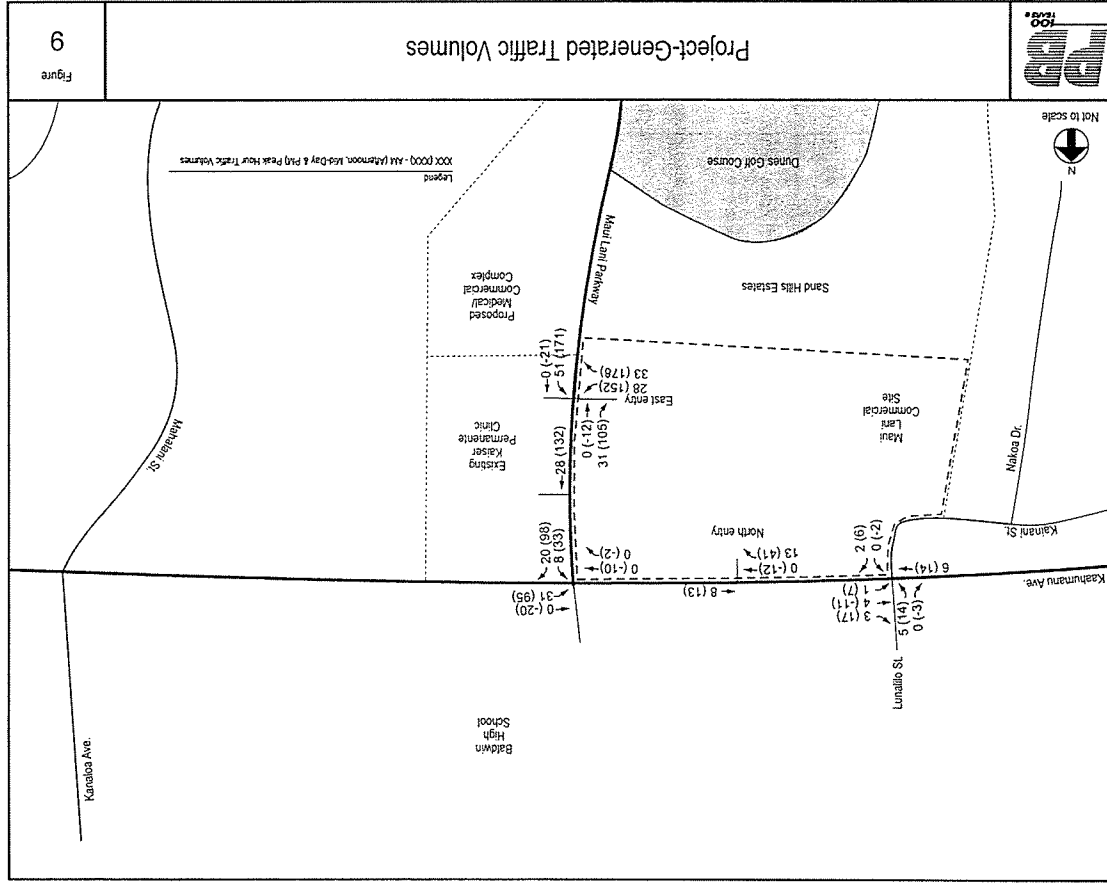 Kanaloa Ave.
Baldwin
High
School
Lunalilo St.
0 (-20)
31 (95)
3 (17)
4 -11)
1 (7)
5 (14)
0 (-3)
Kaahumanu Ave.
8 (13)
6 (14)
8 (33)
20 (98)
0 (-10)
0 (-2)
North entry
0 (-12)
13 (41)
0 (-2)
2 (6)
Kainani St.
Nakoa Dr.
Mahalani St.
Existing
Kaiser
Permanente
Clinic
28 (132)
31 (105)
0 (-12)
East entry
28 (152)
33 (178)
51 (171)
0 (-21)
Maui
Lani
Commercial
Site
Proposed
Medical/
Commercial
Complex
Maui Lani Parkway
Sand Hills Estates
Dunes Golf Course
Legend
XXX (XXX) - AM (Afternoon, Mid-Day & PM) Peak Hour Traffic Volumes
N
Not to scale
PB
100
YEARS
Project-Generated Traffic Volumes
Figure
9